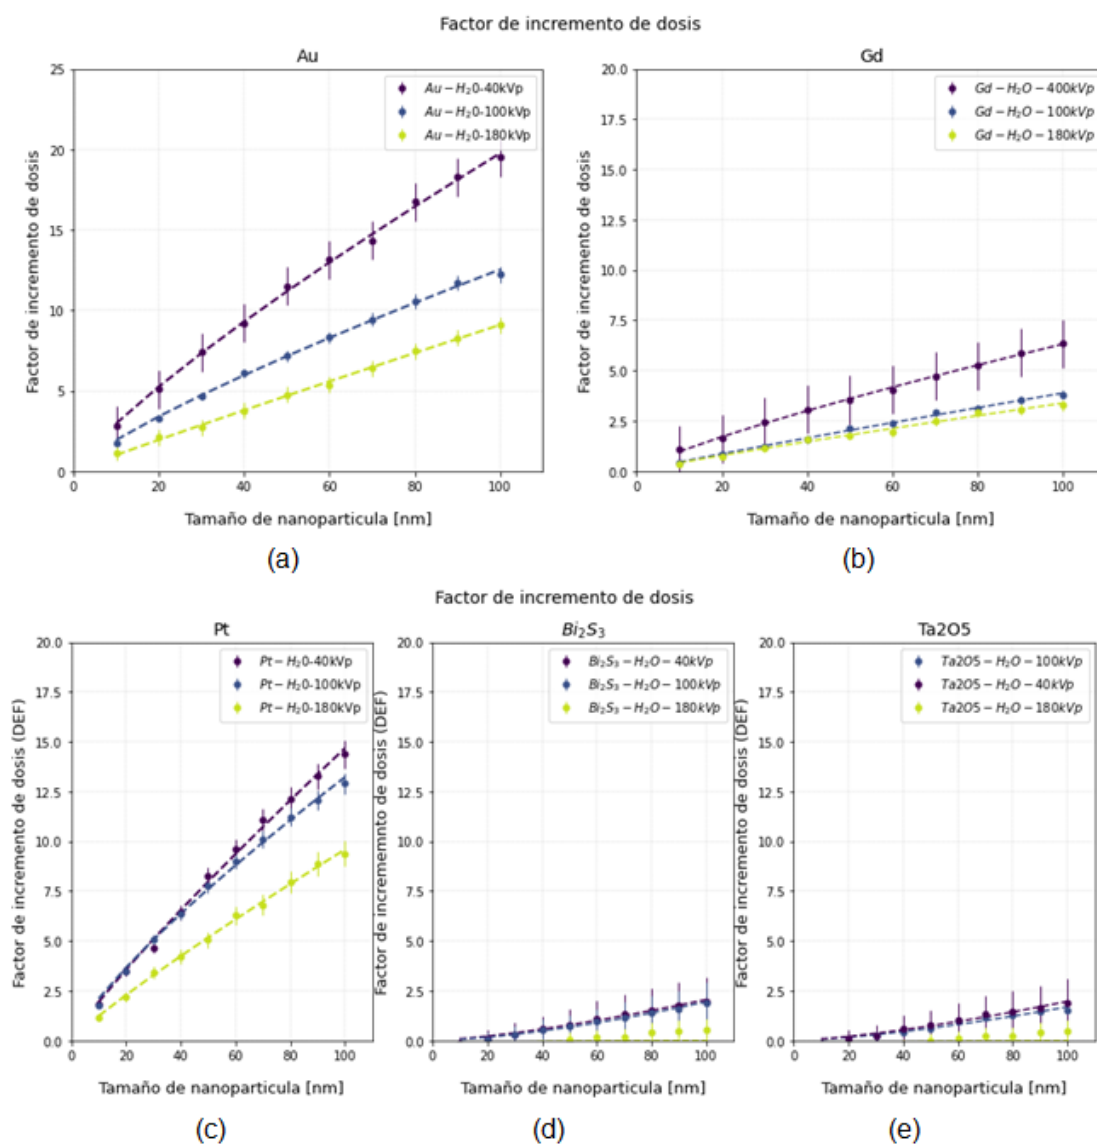 Factor de incremento de dosis
Au
Factor de incremento de dosis
25
20
15
10
5
0
Au − H₂0-40kVp
Au − H₂0-100kVp
Au − H₂0-180kVp
0 20 40 60 80 100
Tamaño de nanoparticula [nm]
(a)
Gd
Factor de incremento de dosis
20.0
17.5
15.0
12.5
10.0
7.5
5.0
2.5
0.0
Gd − H₂O − 400kVp
Gd − H₂O − 100kVp
Gd − H₂O − 180kVp
0 20 40 60 80 100
Tamaño de nanoparticula [nm]
(b)
Factor de incremento de dosis
Pt
Factor de incremento de dosis (DEF)
20.0
17.5
15.0
12.5
10.0
7.5
5.0
2.5
0.0
Pt − H₂0-40kVp
Pt − H₂0-100kVp
Pt − H₂0-180kVp
0 20 40 60 80 100
Tamaño de nanoparticula [nm]
(c)
Bi₂S₃
Factor de incrememnto de dosis (DEF)
20.0
17.5
15.0
12.5
10.0
7.5
5.0
2.5
0.0
Bi₂S₃ − H₂O − 40kVp
Bi₂S₃ − H₂O − 100kVp
Bi₂S₃ − H₂O − 180kVp
0 20 40 60 80 100
Tamaño de nanoparticula [nm]
(d)
Ta2O5
Factor de incremento de dosis (DEF)
20.0
17.5
15.0
12.5
10.0
7.5
5.0
2.5
0.0
Ta2O5 − H₂O − 100kVp
Ta2O5 − H₂O − 40kVp
Ta2O5 − H₂O − 180kVp
0 20 40 60 80 100
Tamaño de nanoparticula [nm]
(e)